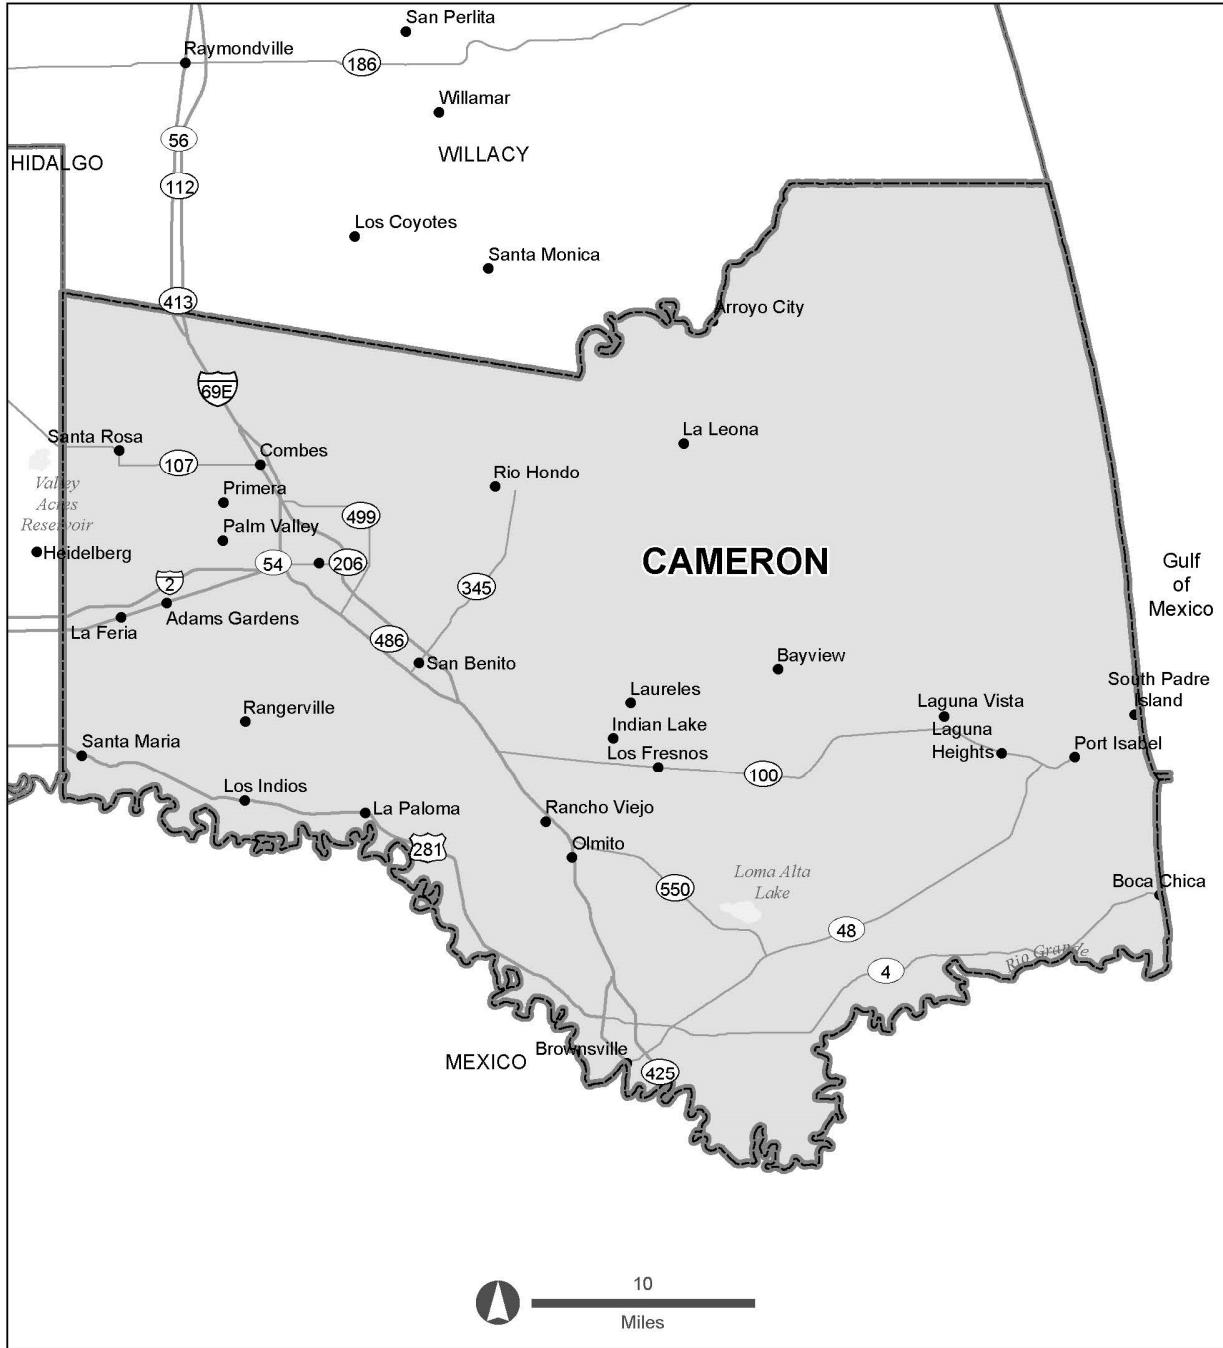 San Perlita
Raymondville
186
Willamar
56
HIDALGO
WILLACY
112
Los Coyotes
Santa Monica
413
Arroyo City
69E
La Leona
Santa Rosa
Combes
107
Rio Hondo
Valley
Acres
Reservoir
Primera
499
Palm Valley
Heidelberg
54
206
CAMERON
Gulf
of
Mexico
2
345
Adams Gardens
La Feria
486
San Benito
Bayview
South Padre
Island
Laureles
Laguna Vista
Rangerville
Indian Lake
Laguna
Heights
Santa Maria
Los Fresnos
Port Isabel
100
Los Indios
La Paloma
Rancho Viejo
281
Olmito
Loma Alta
Lake
550
Boca Chica
48
Rio Grande
4
Brownsville
MEXICO
425
10
Miles